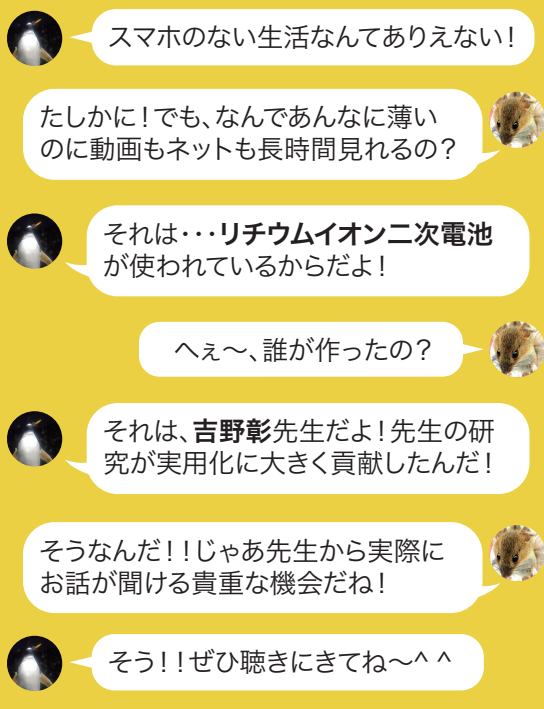 スマホのない生活なんてありえない！
たしかに！でも、なんであんなに薄い
のに動画もネットも長時間見れるの？
それは・・・リチウムイオン二次電池
が使われているからだよ！
へぇ〜、誰が作ったの？
それは、吉野彰先生だよ！先生の研
究が実用化に大きく貢献したんだ！
そうなんだ！！じゃあ先生から実際に
お話が聞ける貴重な機会だね！
そう！！ぜひ聴きにきてね〜^ ^